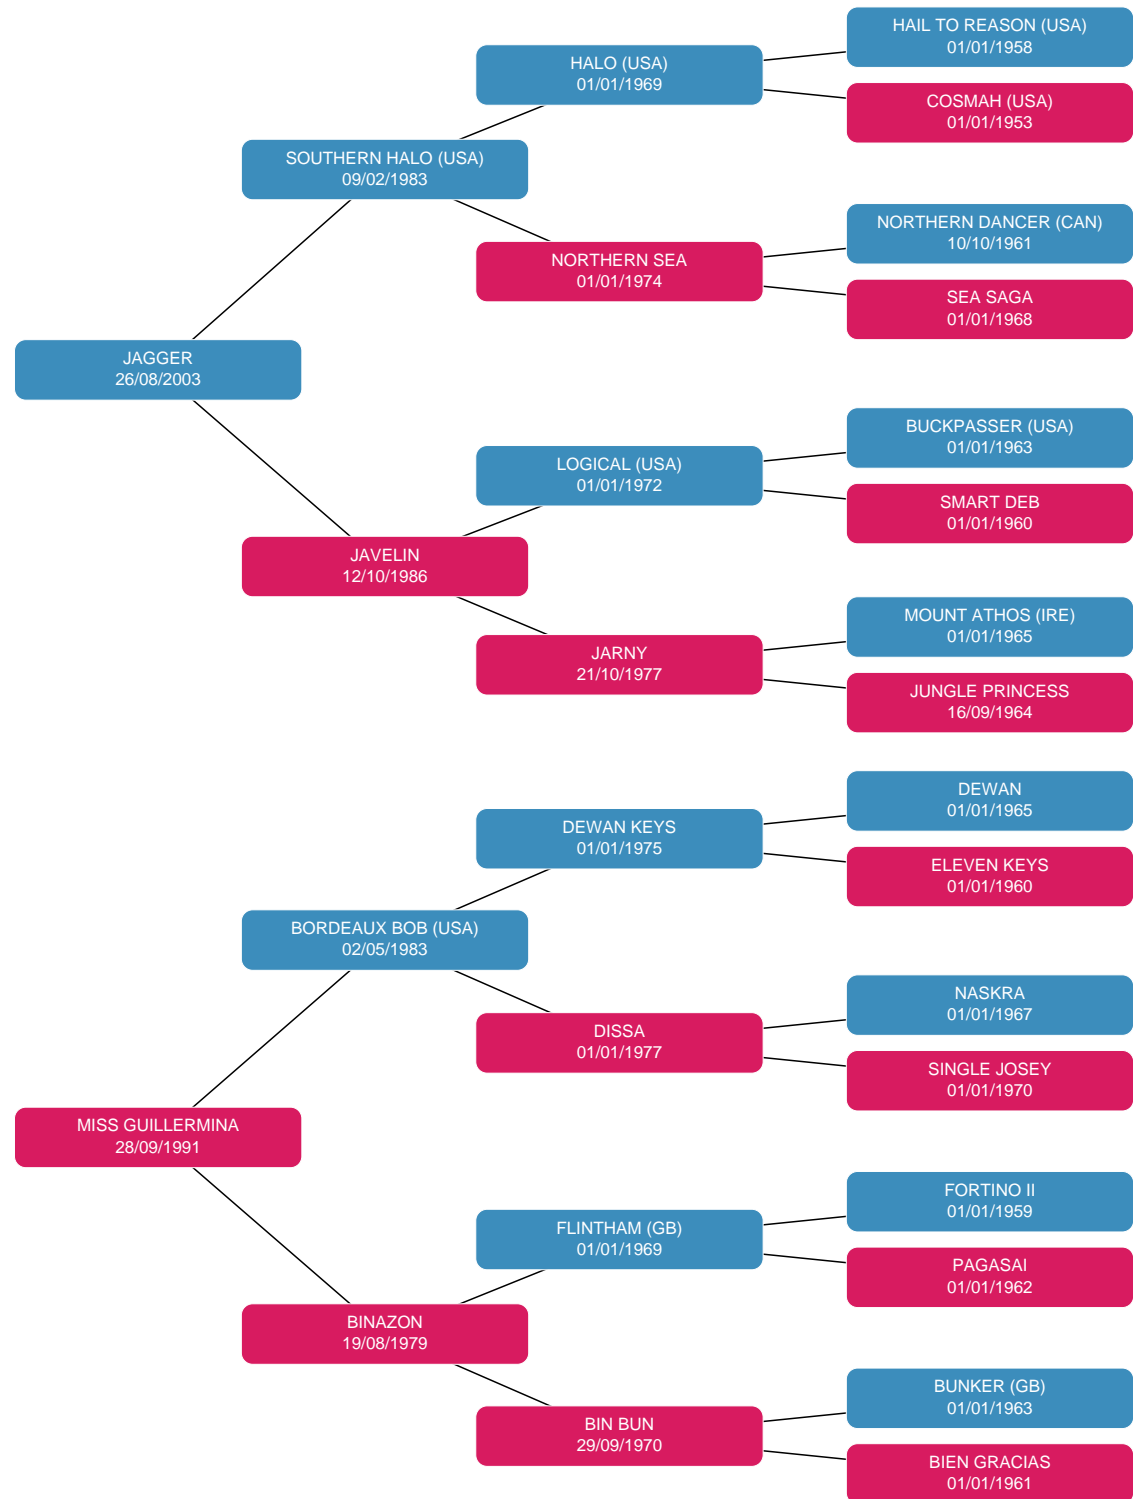 HAIL TO REASON (USA)
01/01/1958
HALO (USA)
01/01/1969
COSMAH (USA)
01/01/1953
SOUTHERN HALO (USA)
09/02/1983
NORTHERN DANCER (CAN)
10/10/1961
NORTHERN SEA
01/01/1974
SEA SAGA
01/01/1968
JAGGER
26/08/2003
BUCKPASSER (USA)
01/01/1963
LOGICAL (USA)
01/01/1972
SMART DEB
01/01/1960
JAVELIN
12/10/1986
MOUNT ATHOS (IRE)
01/01/1965
JARNY
21/10/1977
JUNGLE PRINCESS
16/09/1964
DEWAN
01/01/1965
DEWAN KEYS
01/01/1975
ELEVEN KEYS
01/01/1960
BORDEAUX BOB (USA)
02/05/1983
NASKRA
01/01/1967
DISSA
01/01/1977
SINGLE JOSEY
01/01/1970
MISS GUILLERMINA
28/09/1991
FORTINO II
01/01/1959
FLINTHAM (GB)
01/01/1969
PAGASAI
01/01/1962
BINAZON
19/08/1979
BUNKER (GB)
01/01/1963
BIN BUN
29/09/1970
BIEN GRACIAS
01/01/1961